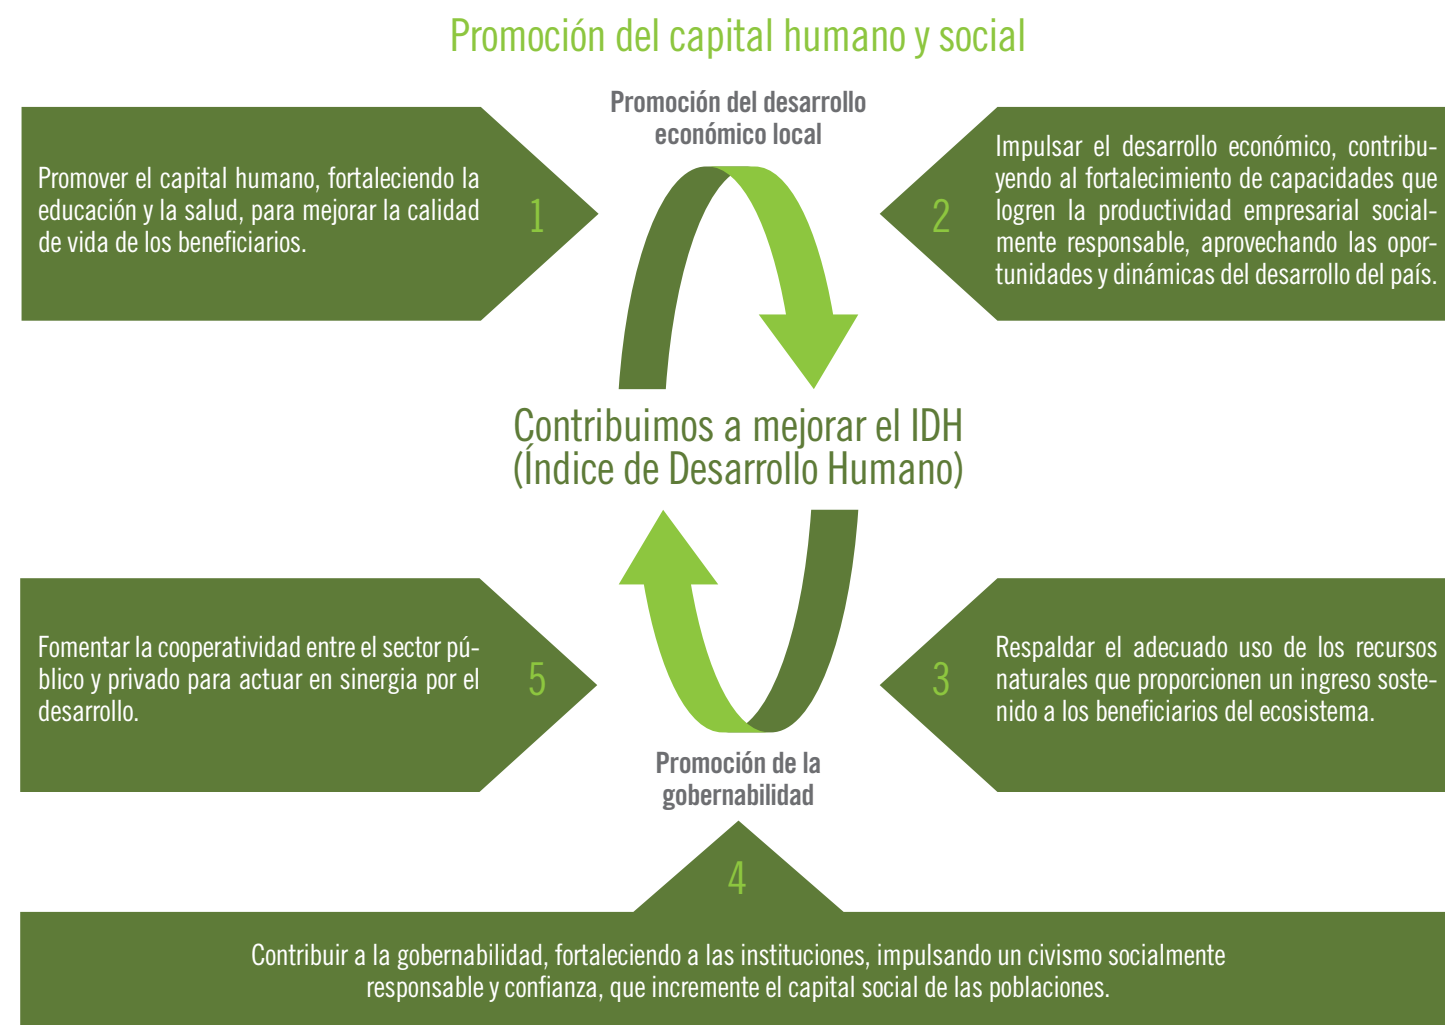 Promoción del capital humano y social
Promoción del desarrollo
económico local
Promover el capital humano, fortaleciendo la
educación y la salud, para mejorar la calidad
de vida de los beneficiarios.
1
2
Impulsar el desarrollo económico, contribu-
yendo al fortalecimiento de capacidades que
logren la productividad empresarial social-
mente responsable, aprovechando las opor-
tunidades y dinámicas del desarrollo del país.
Contribuimos a mejorar el IDH
(Índice de Desarrollo Humano)
Fomentar la cooperatividad entre el sector pú-
blico y privado para actuar en sinergia por el
desarrollo.
5
3
Respaldar el adecuado uso de los recursos
naturales que proporcionen un ingreso soste-
nido a los beneficiarios del ecosistema.
Promoción de la
gobernabilidad
4
Contribuir a la gobernabilidad, fortaleciendo a las instituciones, impulsando un civismo socialmente
responsable y confianza, que incremente el capital social de las poblaciones.